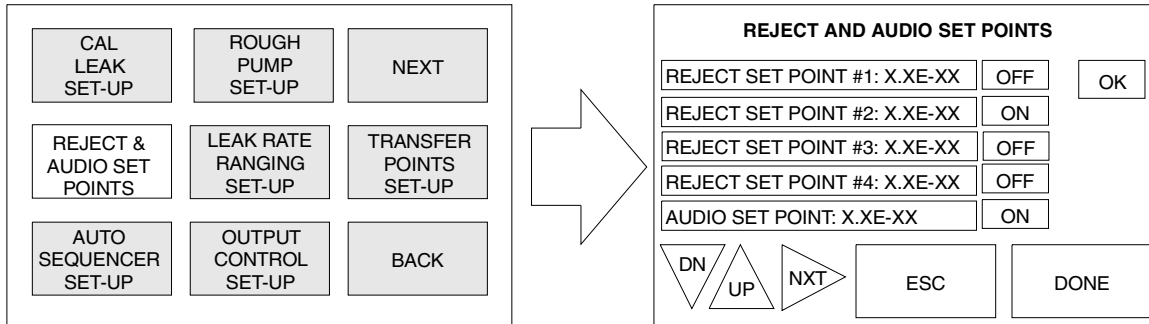 CAL
LEAK
SET-UP
ROUGH
PUMP
SET-UP
NEXT
REJECT &
AUDIO SET
POINTS
LEAK RATE
RANGING
SET-UP
TRANSFER
POINTS
SET-UP
AUTO
SEQUENCER
SET-UP
OUTPUT
CONTROL
SET-UP
BACK
REJECT AND AUDIO SET POINTS
REJECT SET POINT #1: X.XE-XX OFF
OK
REJECT SET POINT #2: X.XE-XX ON
REJECT SET POINT #3: X.XE-XX OFF
REJECT SET POINT #4: X.XE-XX OFF
AUDIO SET POINT: X.XE-XX ON
DN
UP
NXT
ESC
DONE